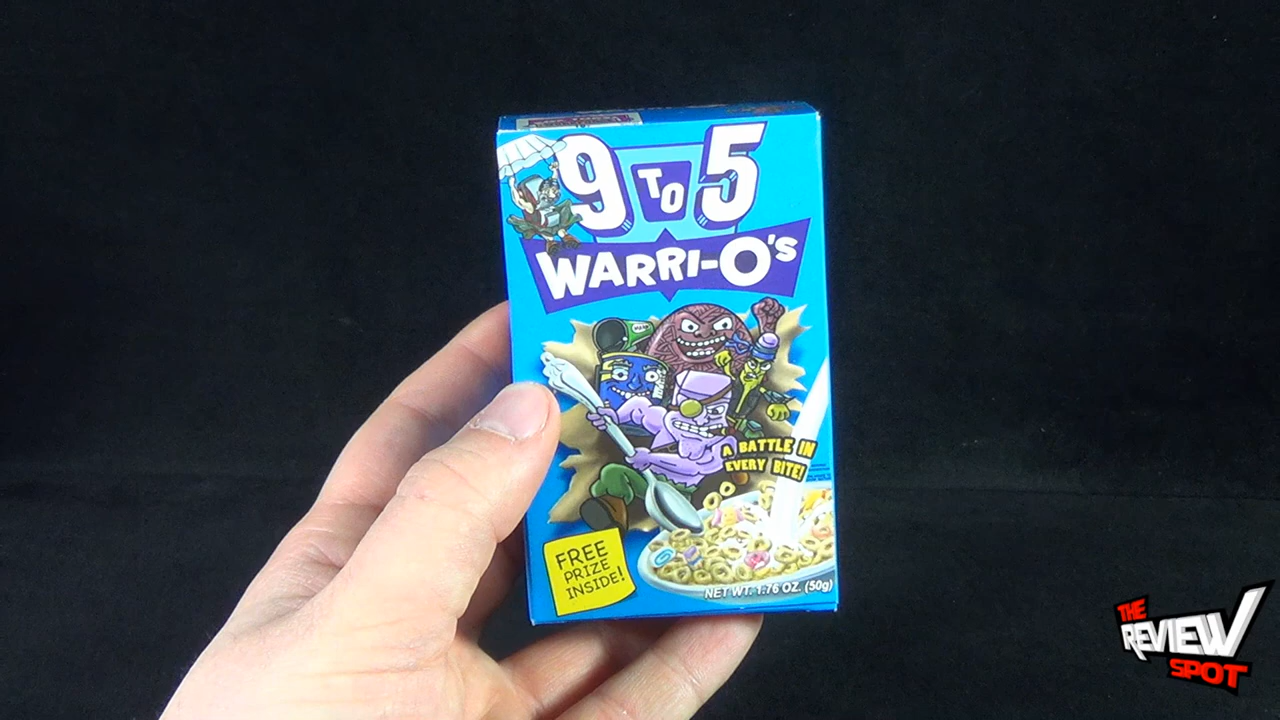 9 TO 5
WARRI-O'S
A BATTLE IN
EVERY BITE!
FREE
PRIZE
INSIDE!
NET WT. 1.76 OZ. (50g)
THE
REVIEW
SPOT